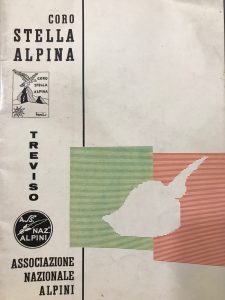 CORO
STELLA
ALPINA
CORO
STELLA
ALPINA
TREVISO
NAZ.
ALPINI
ASSOCIAZIONE
NAZIONALE
ALPINI